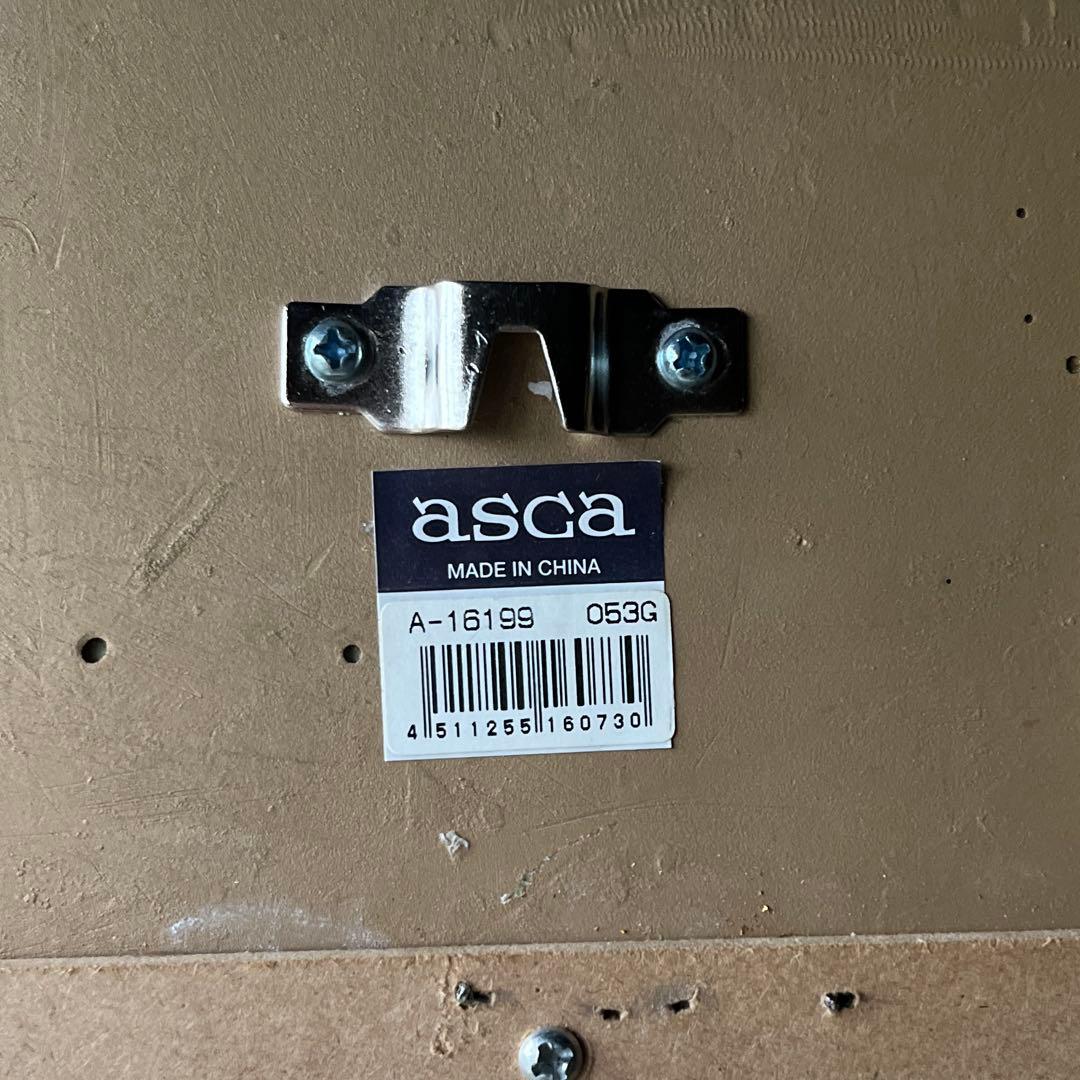 asca
MADE IN CHINA
A-16199 053G
4 511255 160730